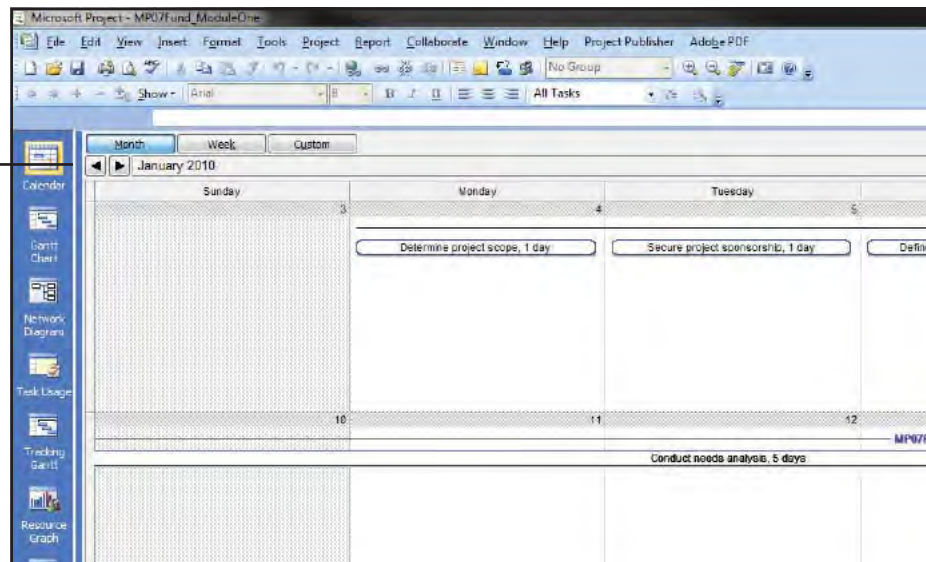 Microsoft Project - MP07Fund_ModuleOne
File Edit View Insert Format Tools Project Report Collaborate Window Help Project Publisher Adobe PDF
No Group
Show Arial 8 B I U All Tasks
Month Week Custom
January 2010
Sunday Monday Tuesday
3 4 5
Determine project scope, 1 day Secure project sponsorship, 1 day Defin
10 11 12
MP07F
Conduct needs analysis, 5 days
Calendar
Gantt
Chart
Network
Diagram
Task Usage
Tracking
Gantt
Resource
Graph